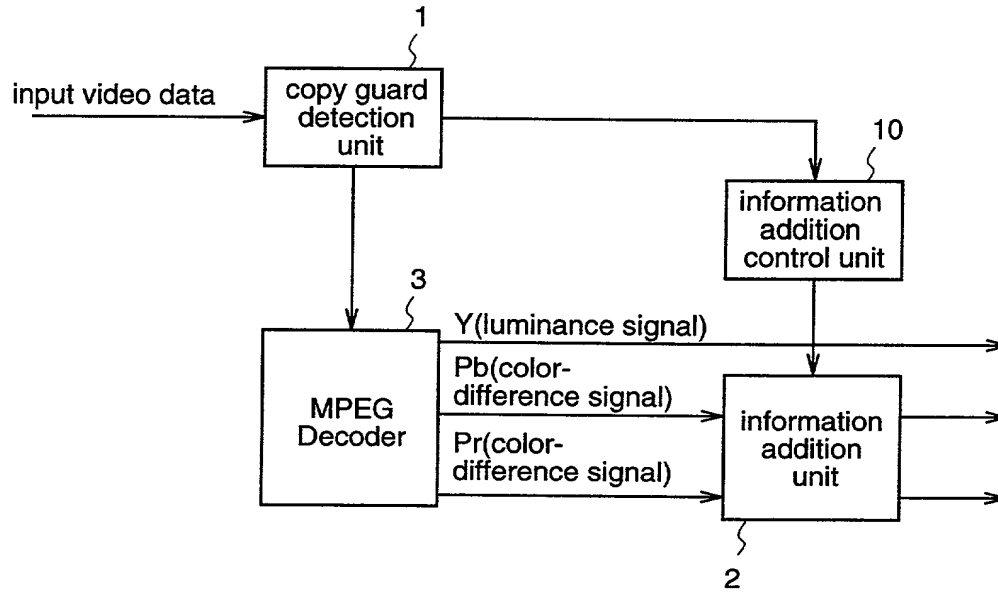 1
input video data
copy guard
detection
unit
10
information
addition
control unit
3
Y(luminance signal)
Pb(color-
difference signal)
MPEG
Decoder
Pr(color-
difference signal)
information
addition
unit
2